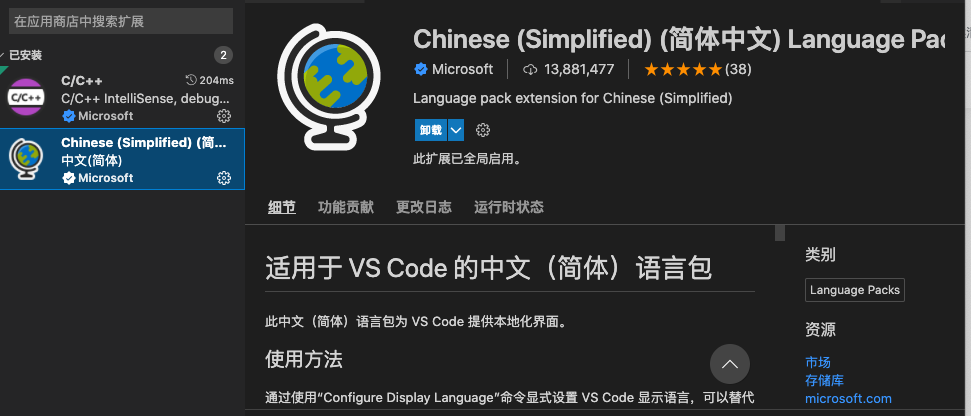 在应用商店中搜索扩展
已安装 2
C/C++ 204ms
C/C++ IntelliSense, debug...
Microsoft
Chinese (Simplified) (简...
中文(简体)
Microsoft
Chinese (Simplified) (简体中文) Language Pac
Microsoft 13,881,477 (38)
Language pack extension for Chinese (Simplified)
卸载
此扩展已全局启用。
细节 功能贡献 更改日志 运行时状态
适用于 VS Code 的中文（简体）语言包
此中文（简体）语言包为 VS Code 提供本地化界面。
使用方法
通过使用“Configure Display Language”命令显式设置 VS Code 显示语言，可以替代
类别
Language Packs
资源
市场
存储库
microsoft.com